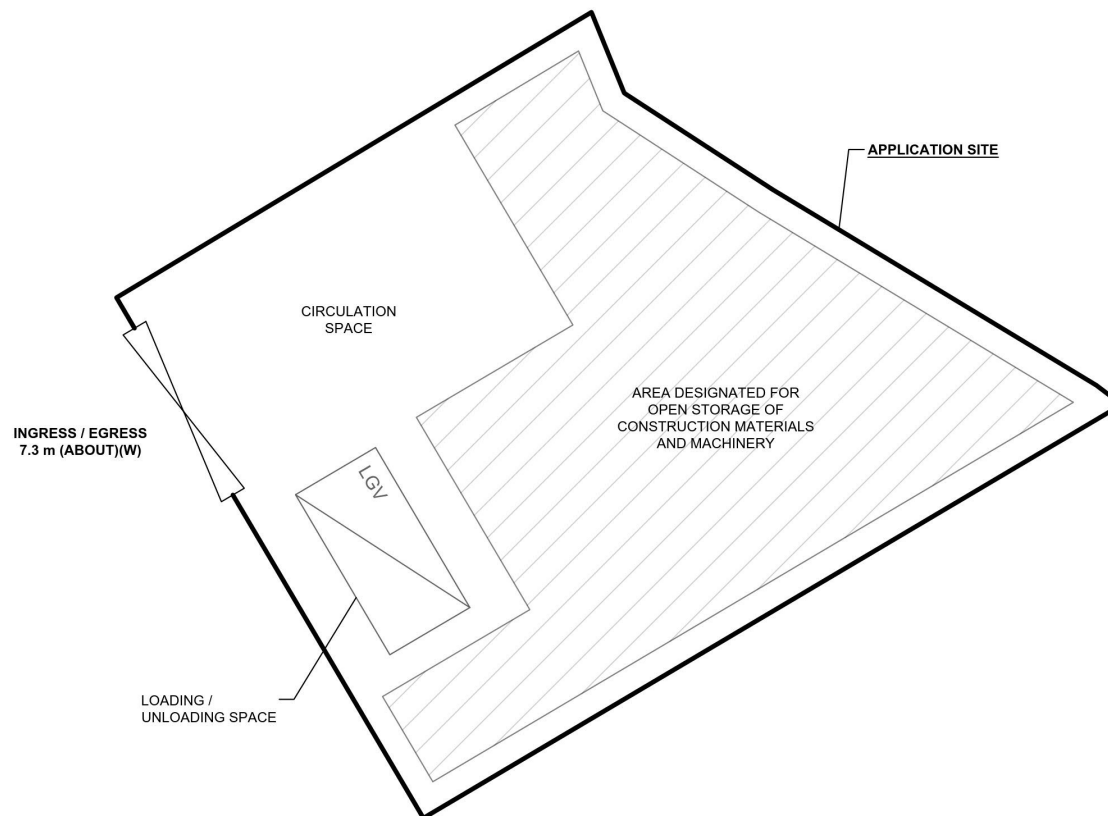 APPLICATION SITE
CIRCULATION
SPACE
AREA DESIGNATED FOR
OPEN STORAGE OF
CONSTRUCTION MATERIALS
AND MACHINERY
INGRESS / EGRESS
7.3 m (ABOUT)(W)
LGV
LOADING /
UNLOADING SPACE